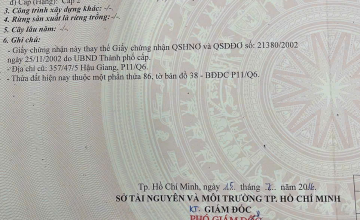 d) Cấp (Hạng): Cấp 2
3. Công trình xây dựng khác: -/-
4. Rừng sản xuất là rừng trồng: -/-
5. Cây lâu năm: -/-
6. Ghi chú:
- Giấy chứng nhận này thay thế Giấy chứng nhận QSHNO và QSDĐO số: 21380/2002
ngày 25/11/2002 do UBND Thành phố cấp.
- Địa chỉ cũ: 357/47/5 Hậu Giang, P11/Q6.
- Thửa đất hiện nay thuộc một phần thửa 86, tờ bản đồ 38 - BĐĐC P11/Q6.
Tp. Hồ Chí Minh, ngày 15 tháng năm 2016
SỞ TÀI NGUYÊN VÀ MÔI TRƯỜNG TP. HỒ CHÍ MINH
KT. GIÁM ĐỐC
PHÓ GIÁM ĐỐC